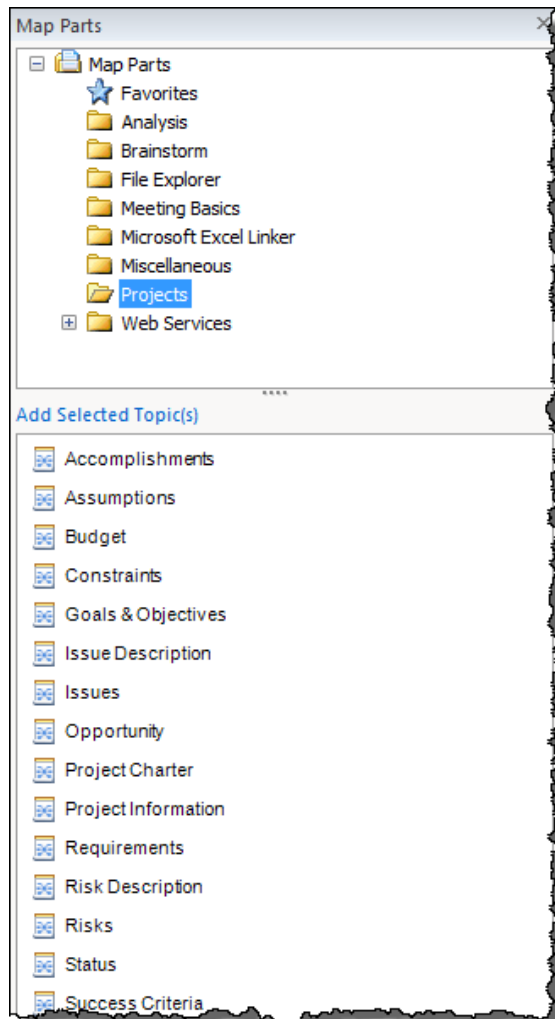 Map Parts
Map Parts
Favorites
Analysis
Brainstorm
File Explorer
Meeting Basics
Microsoft Excel Linker
Miscellaneous
Projects
Web Services
Add Selected Topic(s)
Accomplishments
Assumptions
Budget
Constraints
Goals & Objectives
Issue Description
Issues
Opportunity
Project Charter
Project Information
Requirements
Risk Description
Risks
Status
Success Criteria